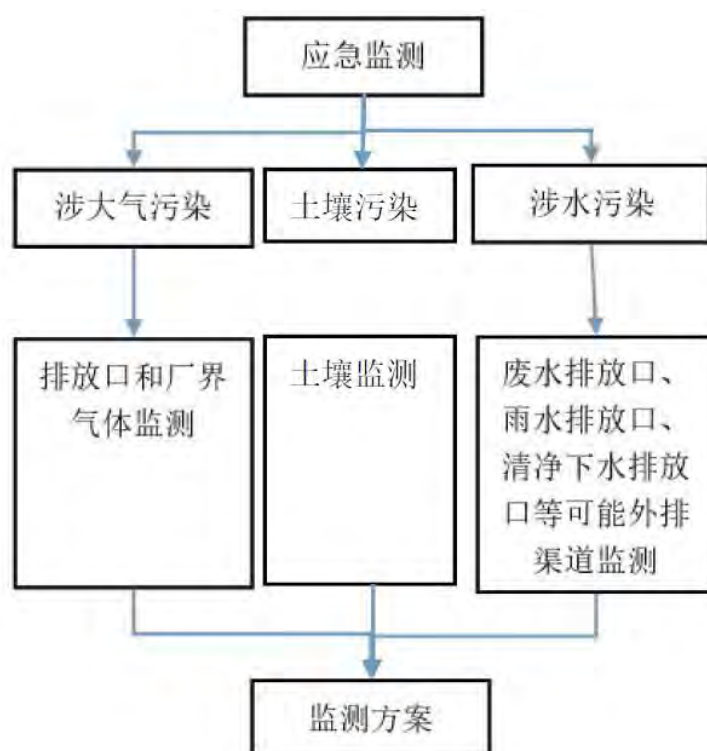 应急监测
涉大气污染
土壤污染
涉水污染
排放口和厂界
气体监测
土壤监测
废水排放口、
雨水排放口、
清净下水排放
口等可能外排
渠道监测
监测方案